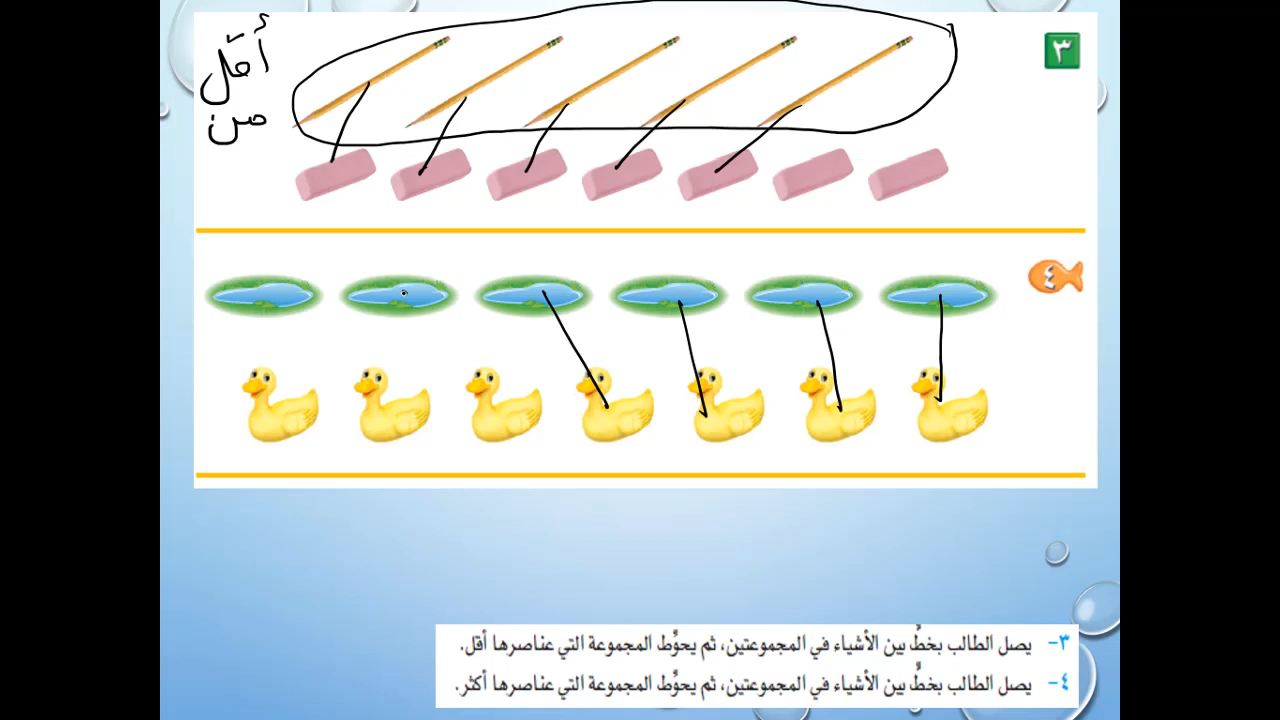 ٣
أقل
من
٤
٣- يصل الطالب بخطٍّ بين الأشياء في المجموعتين، ثم يحوِّط المجموعة التي عناصرها أقل.
٤- يصل الطالب بخطٍّ بين الأشياء في المجموعتين، ثم يحوِّط المجموعة التي عناصرها أكثر.